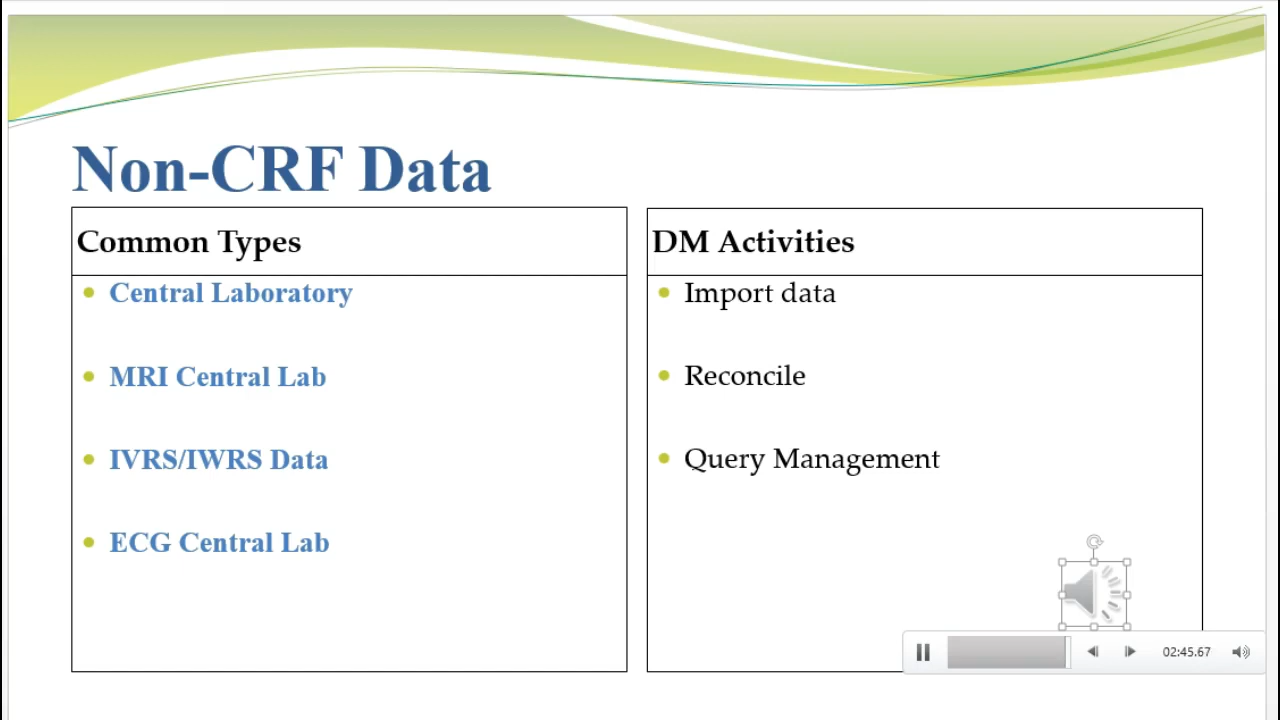 Non-CRF Data
Common Types
Central Laboratory
MRI Central Lab
IVRS/IWRS Data
ECG Central Lab
DM Activities
Import data
Reconcile
Query Management
02:45.67